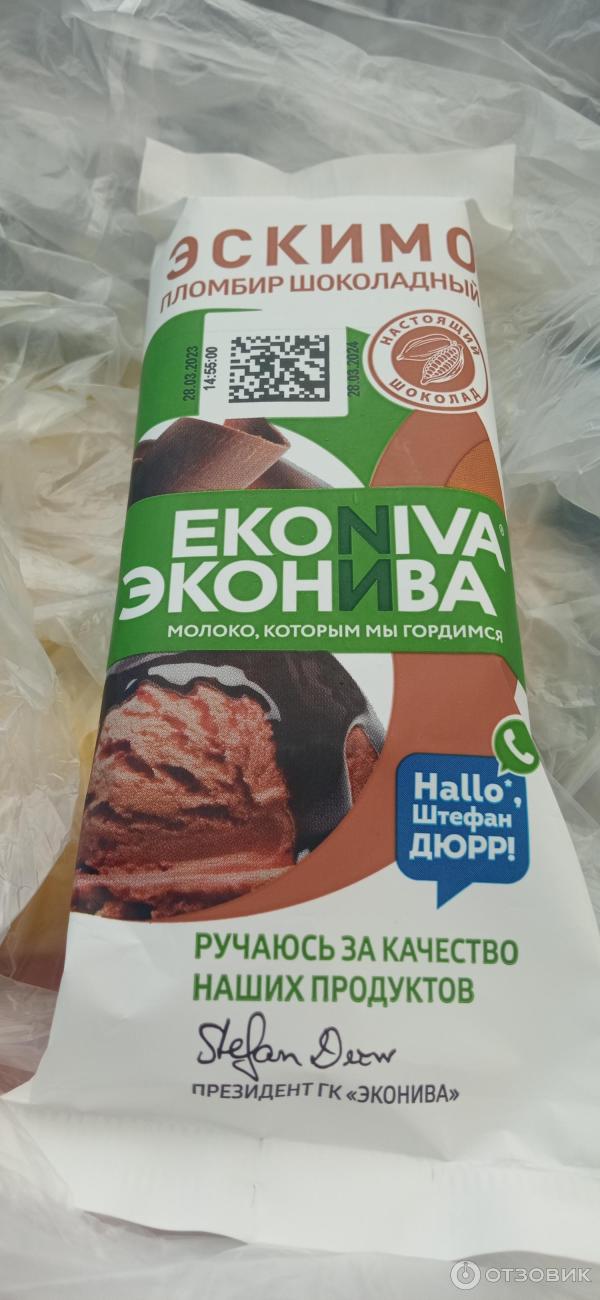 ЭСКИМО
ПЛОМБИР ШОКОЛАДНЫЙ
28.03.2023
14:55:00
28.03.2024
НАСТОЯЩИЙ
ШОКОЛАД
EKONIVA®
ЭКОНИВА
МОЛОКО, КОТОРЫМ МЫ ГОРДИМСЯ
Hallo*,
Штефан
ДЮРР!
РУЧАЮСЬ ЗА КАЧЕСТВО
НАШИХ ПРОДУКТОВ
Stefan Dürr
ПРЕЗИДЕНТ ГК «ЭКОНИВА»
ОТЗОВИК